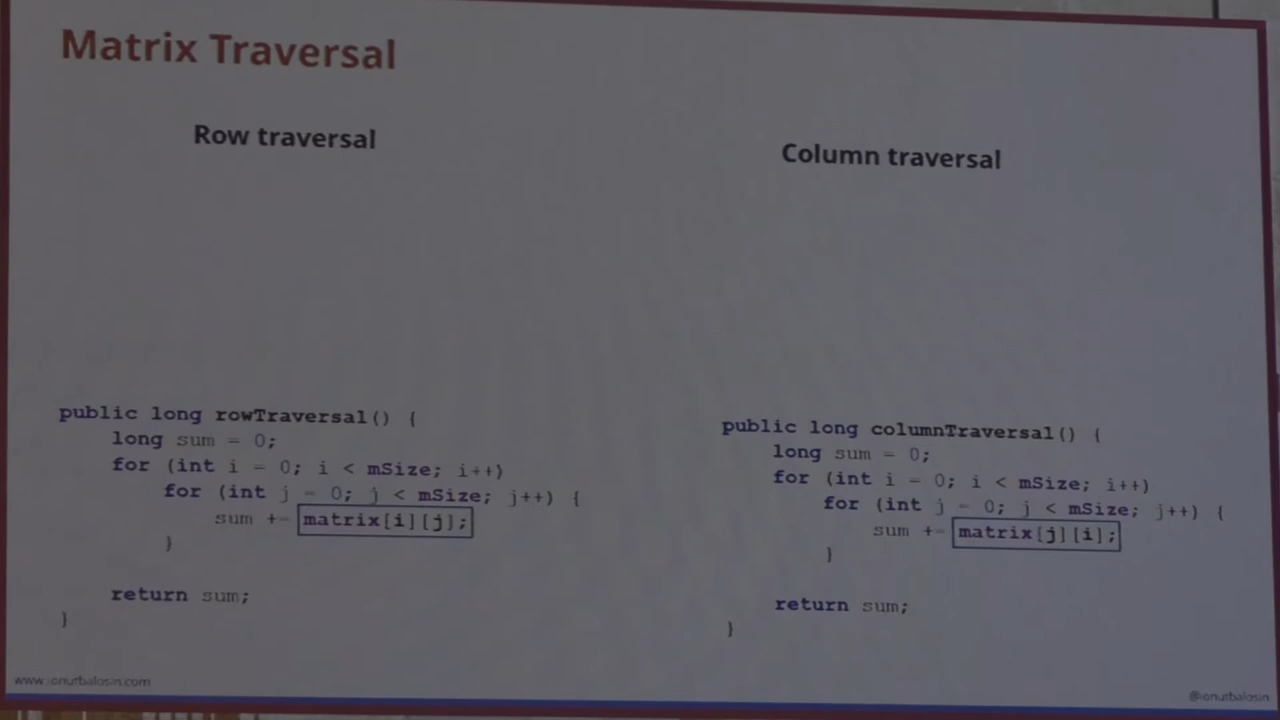 Matrix Traversal
Row traversal
public long rowTraversal() {
    long sum = 0;
    for (int i = 0; i < mSize; i++)
        for (int j = 0; j < mSize; j++) {
            sum += matrix[i][j];
        }

    return sum;
}
Column traversal
public long columnTraversal() {
    long sum = 0;
    for (int i = 0; i < mSize; i++)
        for (int j = 0; j < mSize; j++) {
            sum += matrix[j][i];
        }

    return sum;
}
www.ionutbalosin.com
@ionutbalosin